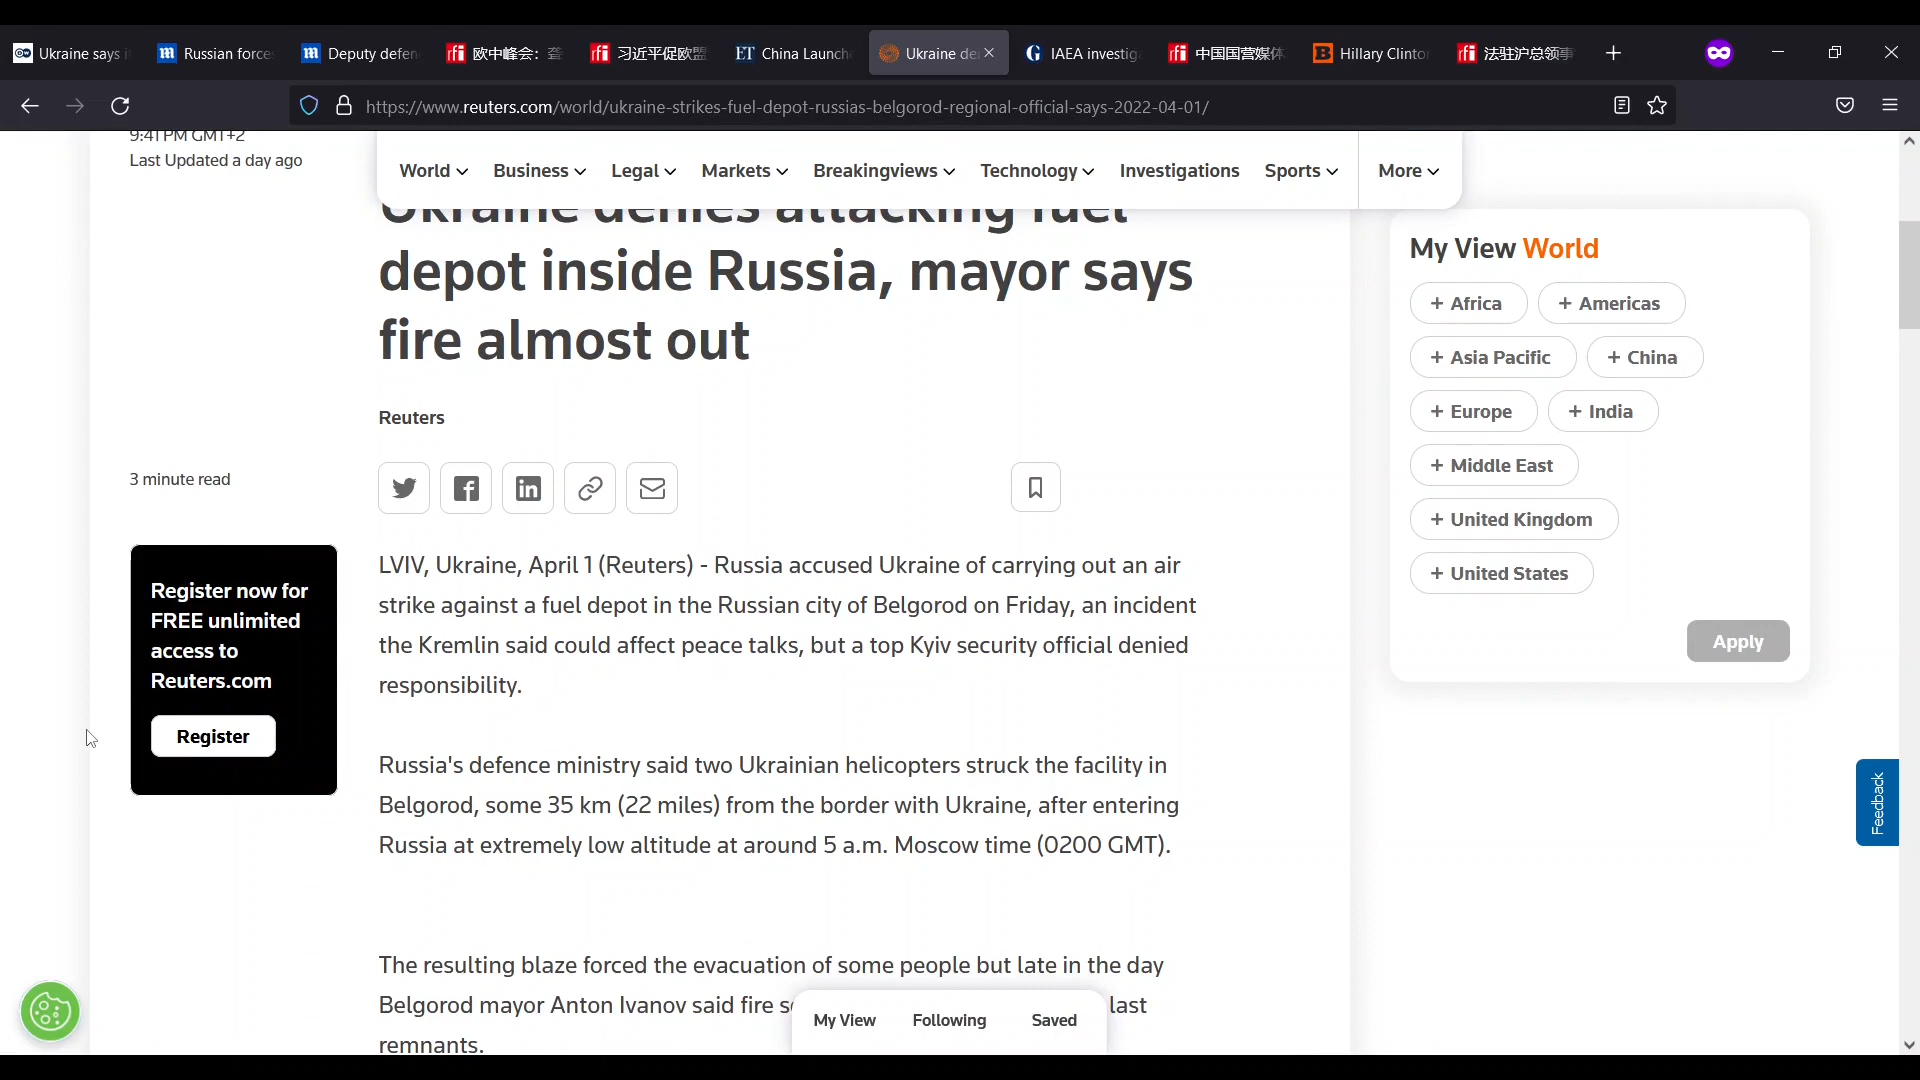 Ukraine says i
Russian force
Deputy defen
rfi 欧中峰会：
rfi 习近平促欧盟
ET China Launch
Ukraine de
G IAEA investig
rfi 中国国营媒体
B Hillary Clinto
rfi 法驻沪总领事
https://www.reuters.com/world/ukraine-strikes-fuel-depot-russias-belgorod-regional-official-says-2022-04-01/
9:41 PM GMT+2
Last Updated a day ago
World
Business
Legal
Markets
Breakingviews
Technology
Investigations
Sports
More
Ukraine denies attacking fuel
depot inside Russia, mayor says
fire almost out
Reuters
3 minute read
Register now for
FREE unlimited
access to
Reuters.com
Register
LVIV, Ukraine, April 1 (Reuters) - Russia accused Ukraine of carrying out an air
strike against a fuel depot in the Russian city of Belgorod on Friday, an incident
the Kremlin said could affect peace talks, but a top Kyiv security official denied
responsibility.
Russia's defence ministry said two Ukrainian helicopters struck the facility in
Belgorod, some 35 km (22 miles) from the border with Ukraine, after entering
Russia at extremely low altitude at around 5 a.m. Moscow time (0200 GMT).
The resulting blaze forced the evacuation of some people but late in the day
Belgorod mayor Anton Ivanov said fire s
last
remnants.
My View World
+ Africa
+ Americas
+ Asia Pacific
+ China
+ Europe
+ India
+ Middle East
+ United Kingdom
+ United States
Apply
Feedback
My View
Following
Saved